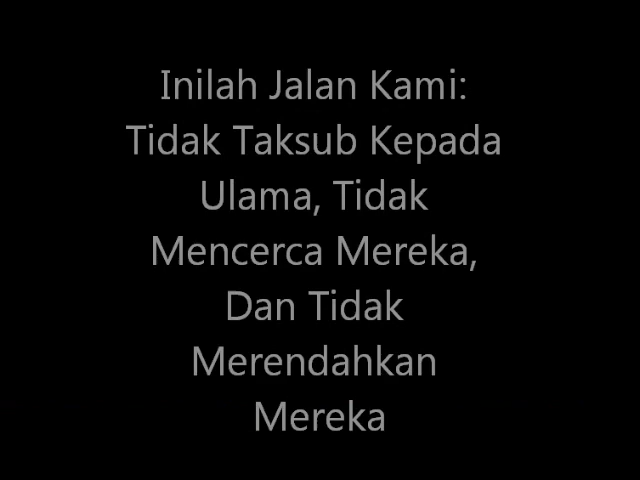 Inilah Jalan Kami:
Tidak Taksub Kepada
Ulama, Tidak
Mencerca Mereka,
Dan Tidak
Merendahkan
Mereka